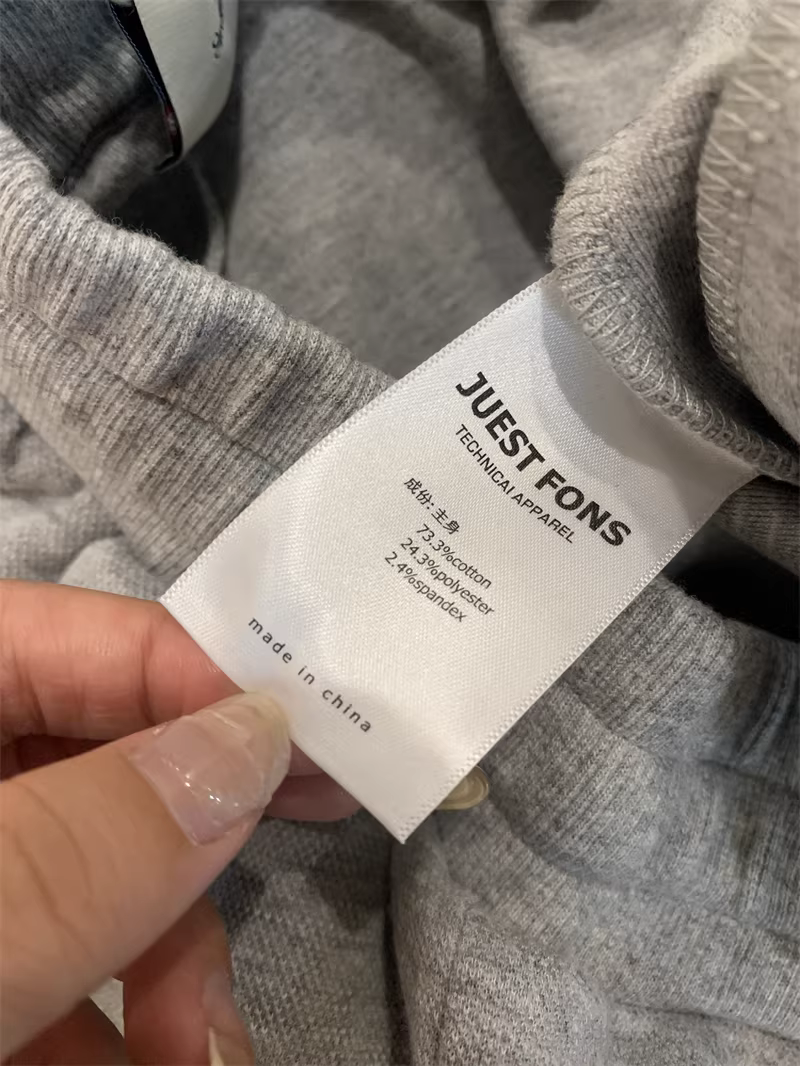 JUEST FONS
TECHNICAL APPAREL
成份: 主身
73.3%cotton
24.3%polyester
2.4%spandex
made in china